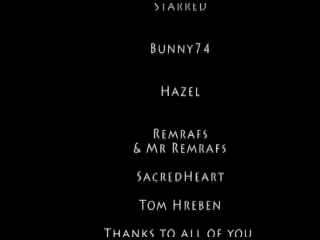 STARRED
BUNNY74
HAZEL
REMRAFS
& MR REMRAFS
SACREDHEART
TOM HREBEN
THANKS TO ALL OF YOU